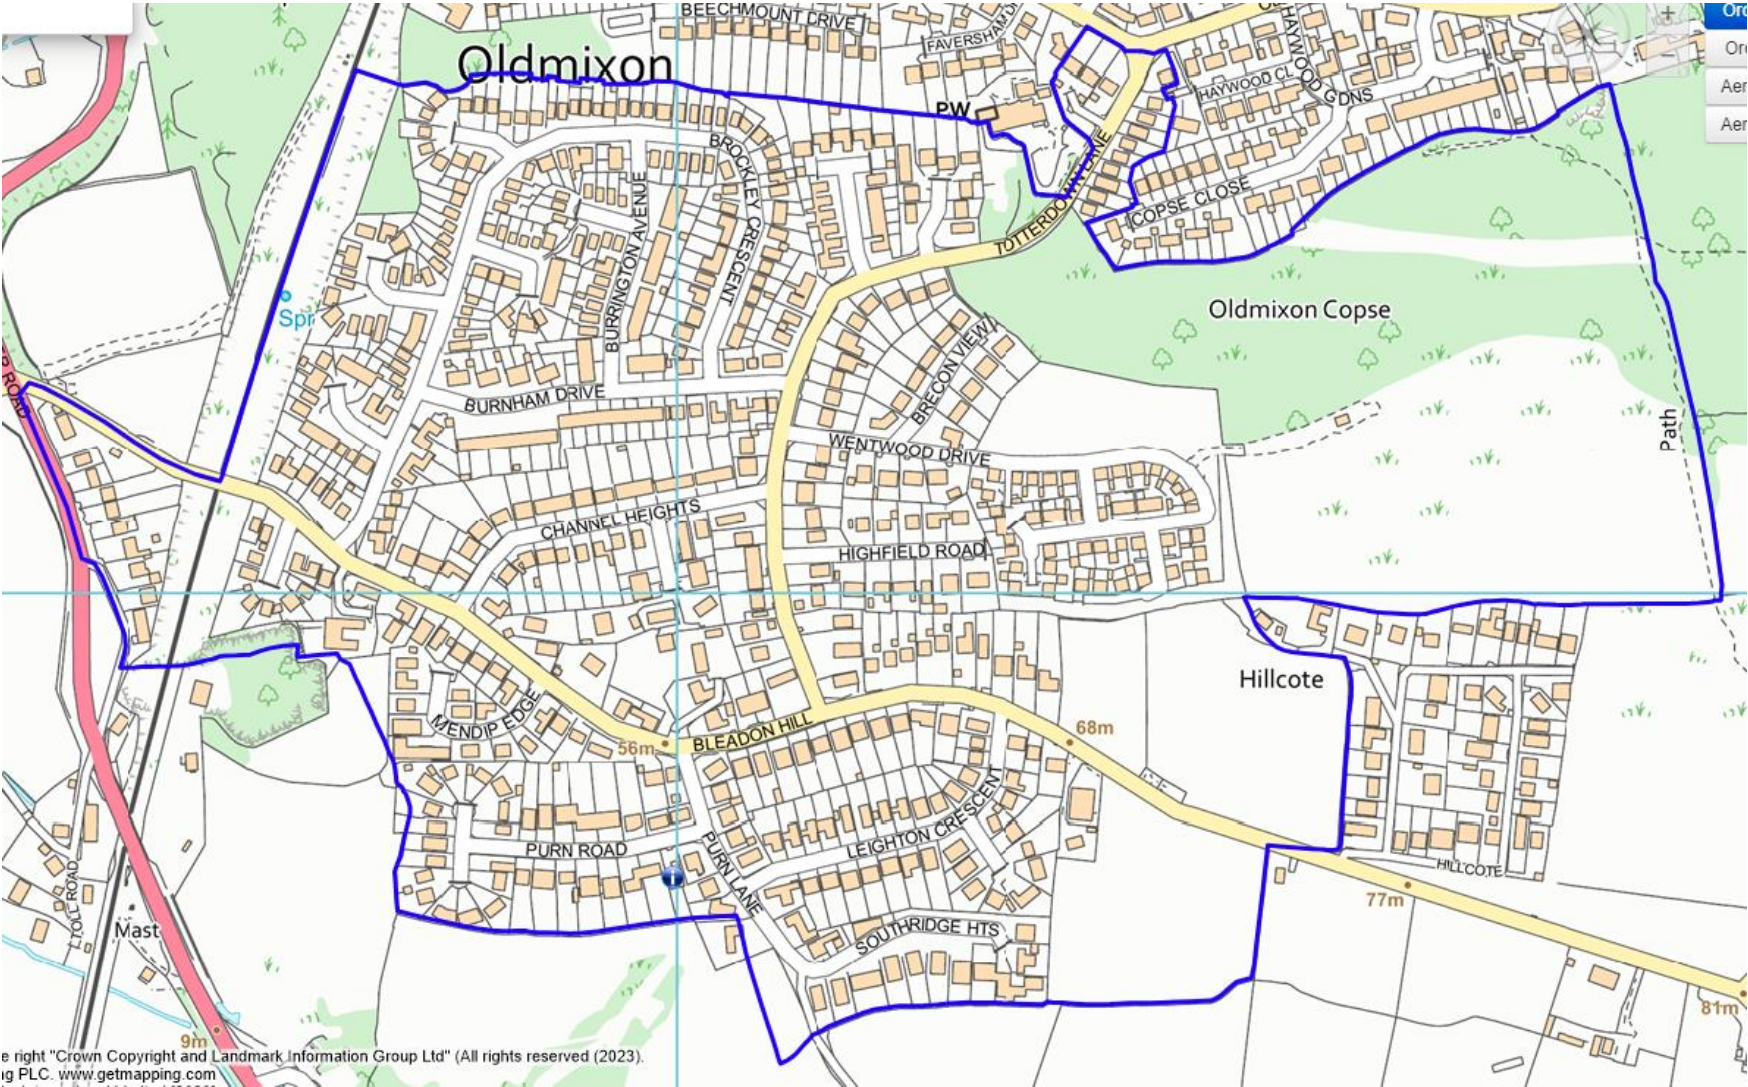 BEECHMOUNT DRIVE
Oldmixon
PW
HAYWOOD CL
HAYWOOD GDNS
TOTTERDOWN LANE
COPSE CLOSE
BROCKLEY CRESCENT
BURRINGTON AVENUE
Spr
Oldmixon Copse
BRECON VIEW
BURNHAM DRIVE
ROAD
WENTWOOD DRIVE
Path
CHANNEL HEIGHTS
HIGHFIELD ROAD
Hillcote
MENDIP EDGE
56m
BLEADON HILL
68m
PURN ROAD
PURN LANE
LEIGHTON CRESCENT
HILLCOTE
77m
TOLL ROAD
Mast
SOUTHRIDGE HTS
81m
9m
e right "Crown Copyright and Landmark Information Group Ltd" (All rights reserved (2023).
g PLC. www.getmapping.com